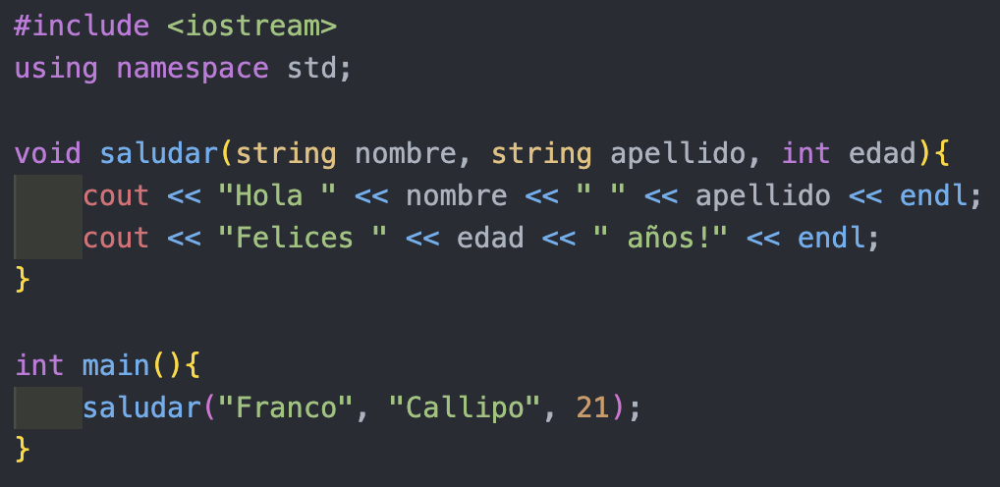 #include <iostream>
using namespace std;
void saludar(string nombre, string apellido, int edad){
cout << "Hola " << nombre << " " << apellido << endl;
cout << "Felices " << edad << " años!" << endl;
}
int main(){
saludar("Franco", "Callipo", 21);
}